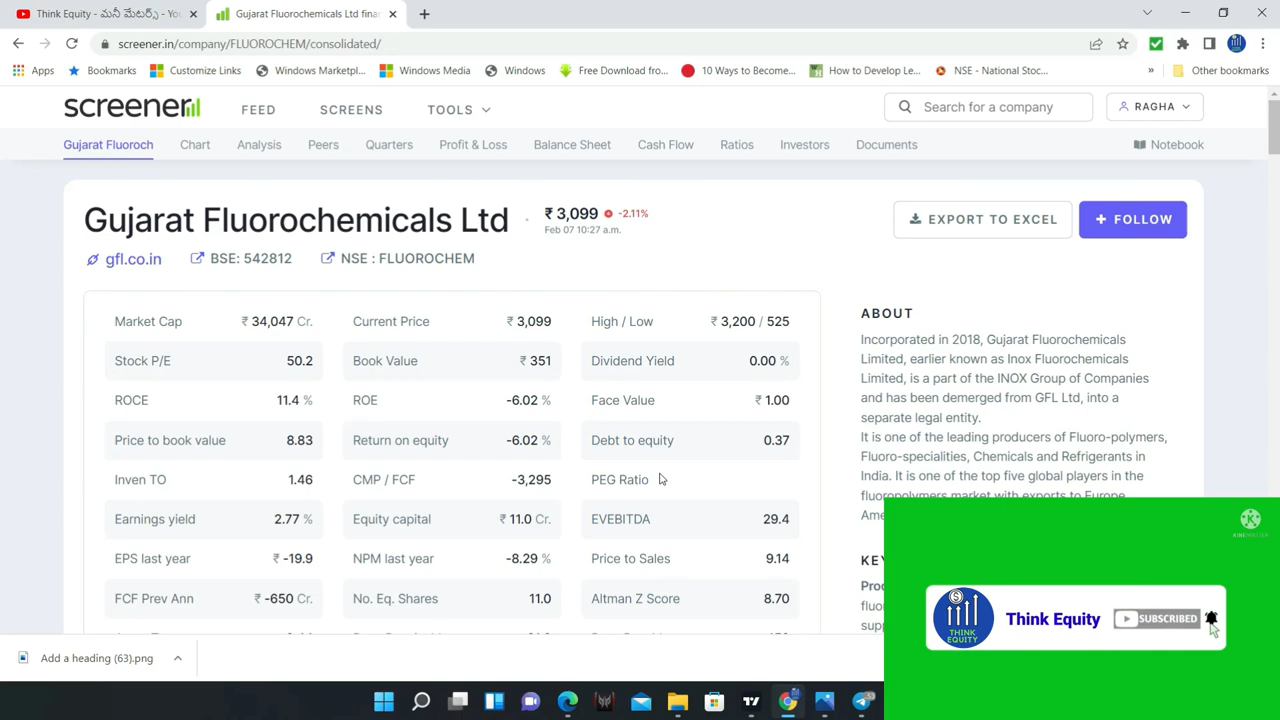 Think Equity - మనీ మేటర్స్ - Yo
Gujarat Fluorochemicals Ltd finan
screener.in/company/FLUOROCHEM/consolidated/
Apps
Bookmarks
Customize Links
Windows Marketpl...
Windows Media
Windows
Free Download fro...
10 Ways to Become...
How to Develop Le...
NSE - National Stoc...
»
Other bookmarks
screener
FEED
SCREENS
TOOLS
Search for a company
RAGHA
Gujarat Fluoroch
Chart
Analysis
Peers
Quarters
Profit & Loss
Balance Sheet
Cash Flow
Ratios
Investors
Documents
Notebook
Gujarat Fluorochemicals Ltd
₹ 3,099 -2.11%
Feb 07 10:27 a.m.
EXPORT TO EXCEL
+ FOLLOW
gfl.co.in
BSE: 542812
NSE : FLUOROCHEM
Market Cap ₹ 34,047 Cr.
Current Price ₹ 3,099
High / Low ₹ 3,200 / 525
Stock P/E 50.2
Book Value ₹ 351
Dividend Yield 0.00 %
ROCE 11.4 %
ROE -6.02 %
Face Value ₹ 1.00
Price to book value 8.83
Return on equity -6.02 %
Debt to equity 0.37
Inven TO 1.46
CMP / FCF -3,295
PEG Ratio
Earnings yield 2.77 %
Equity capital ₹ 11.0 Cr.
EVEBITDA 29.4
EPS last year ₹ -19.9
NPM last year -8.29 %
Price to Sales 9.14
FCF Prev Ann ₹ -650 Cr.
No. Eq. Shares 11.0
Altman Z Score 8.70
ABOUT
Incorporated in 2018, Gujarat Fluorochemicals
Limited, earlier known as Inox Fluorochemicals
Limited, is a part of the INOX Group of Companies
and has been demerged from GFL Ltd, into a
separate legal entity.
It is one of the leading producers of Fluoro-polymers,
Fluoro-specialities, Chemicals and Refrigerants in
India. It is one of the top five global players in the
fluoropolymers market with exports to Europe
KINEMASTER
THINK
EQUITY
Think Equity
SUBSCRIBED
Add a heading (63).png